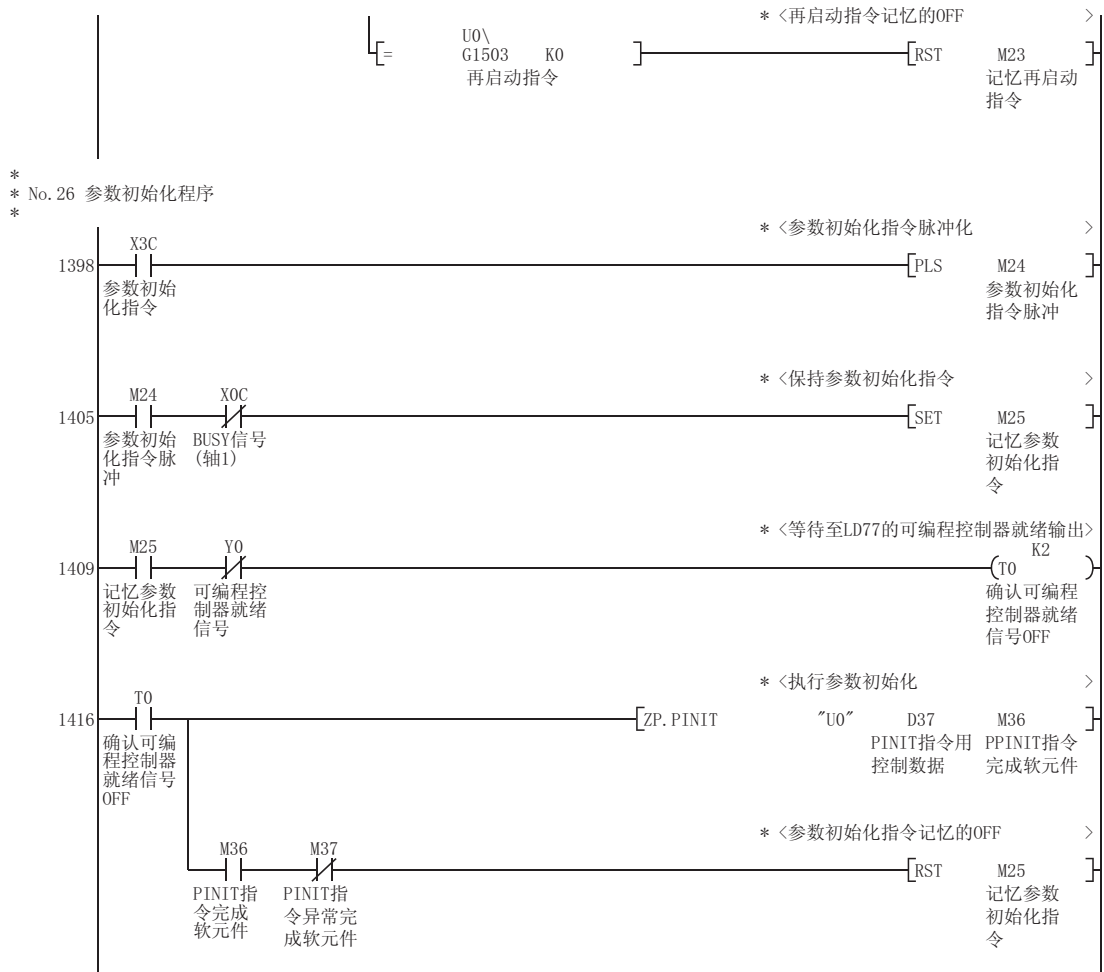 * <再启动指令记忆的OFF >
U0\
[= G1503 K0 ] [RST M23 ]
再启动指令 记忆再启动
指令
*
* No.26 参数初始化程序
*
* <参数初始化指令脉冲化 >
X3C
1398 [PLS M24 ]
参数初始 参数初始化
化指令 指令脉冲
* <保持参数初始化指令 >
M24 X0C
1405 [SET M25 ]
参数初始 BUSY信号 记忆参数
化指令脉 (轴1) 初始化指
冲 令
* <等待至LD77的可编程控制器就绪输出>
M25 Y0 K2
1409 (T0 )
记忆参数 可编程控 确认可编程
初始化指 制器就绪 控制器就绪
令 信号 信号OFF
* <执行参数初始化 >
T0
1416 [ZP.PINIT "U0" D37 M36 ]
确认可编 PINIT指令用 PPINIT指令
程控制器 控制数据 完成软元件
就绪信号
OFF
* <参数初始化指令记忆的OFF >
M36 M37
[RST M25 ]
PINIT指 PINIT指 记忆参数
令完成 令异常完 初始化指
软元件 成软元件 令